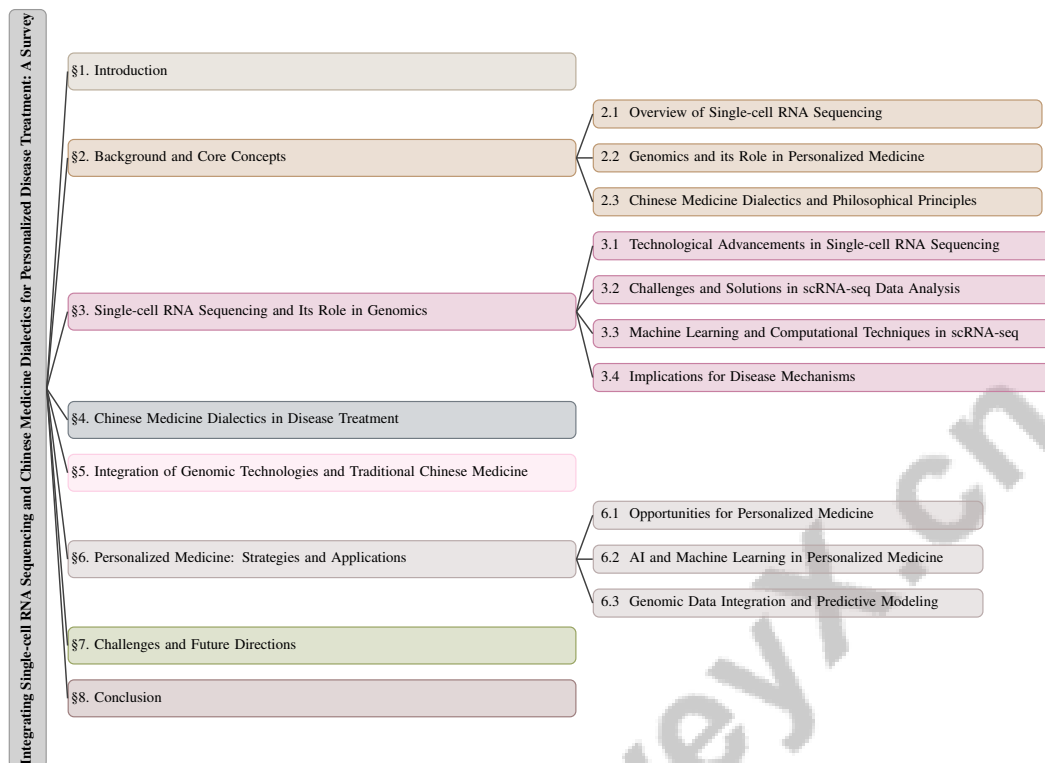 Integrating Single-cell RNA Sequencing and Chinese Medicine Dialectics for Personalized Disease Treatment: A Survey
§1. Introduction
§2. Background and Core Concepts
2.1 Overview of Single-cell RNA Sequencing
2.2 Genomics and its Role in Personalized Medicine
2.3 Chinese Medicine Dialectics and Philosophical Principles
§3. Single-cell RNA Sequencing and Its Role in Genomics
3.1 Technological Advancements in Single-cell RNA Sequencing
3.2 Challenges and Solutions in scRNA-seq Data Analysis
3.3 Machine Learning and Computational Techniques in scRNA-seq
3.4 Implications for Disease Mechanisms
§4. Chinese Medicine Dialectics in Disease Treatment
§5. Integration of Genomic Technologies and Traditional Chinese Medicine
§6. Personalized Medicine: Strategies and Applications
6.1 Opportunities for Personalized Medicine
6.2 AI and Machine Learning in Personalized Medicine
6.3 Genomic Data Integration and Predictive Modeling
§7. Challenges and Future Directions
§8. Conclusion